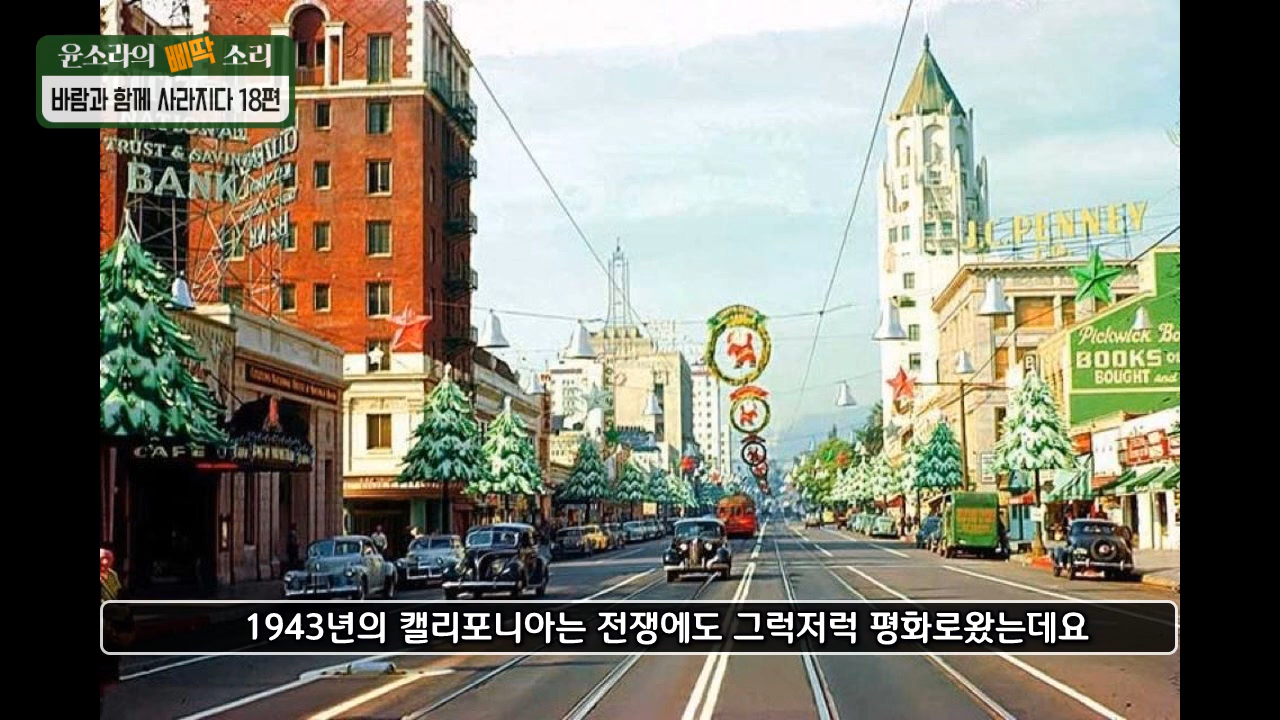 윤소라의 삐딱 소리
바람과 함께 사라지다 18편
NATIONAL
TRUST & SAVINGS
BANK
J.C. PENNEY
Pickwick
BOOKS
BOUGHT and
CAFE
1943년의 캘리포니아는 전쟁에도 그럭저럭 평화로왔는데요